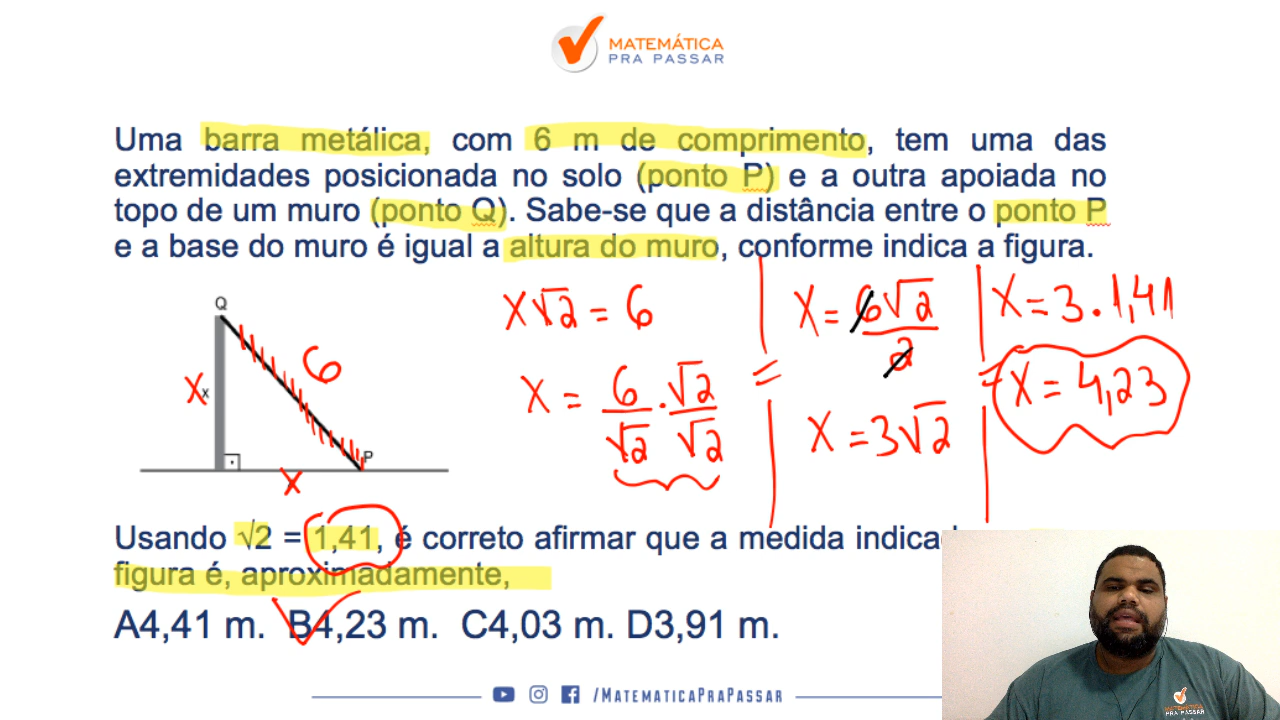 MATEMÁTICA
PRA PASSAR
Uma barra metálica, com 6 m de comprimento, tem uma das
extremidades posicionada no solo (ponto P) e a outra apoiada no
topo de um muro (ponto Q). Sabe-se que a distância entre o ponto P
e a base do muro é igual a altura do muro, conforme indica a figura.
Q
6
X
x
P
X
X√2 = 6
X = 6/√2 . √2/√2
=
X = 6√2/2
X = 3√2
X = 3.1,41
X = 4,23
Usando √2 = 1,41, é correto afirmar que a medida
figura é, aproximadamente,
A4,41 m. B4,23 m. C4,03 m. D3,91 m.
/MATEMATICAPRAPASSAR
MATEMÁTICA
PRA PASSAR